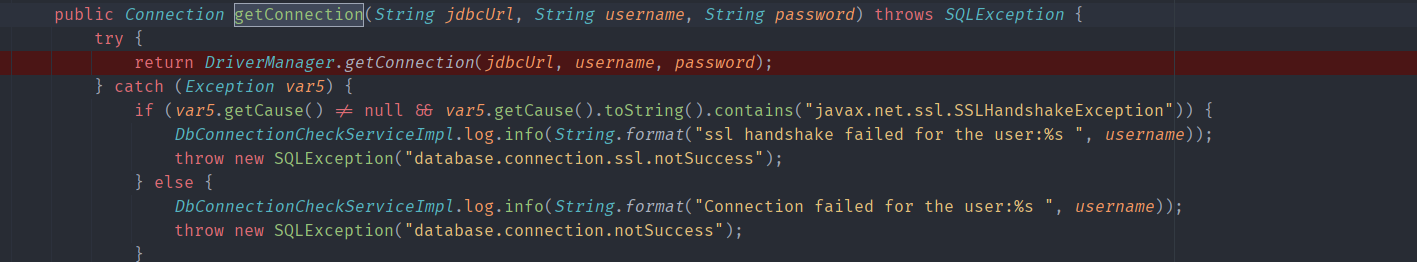 public Connection getConnection(String jdbcUrl, String username, String password) throws SQLException {
try {
return DriverManager.getConnection(jdbcUrl, username, password);
} catch (Exception var5) {
if (var5.getCause() ≠ null && var5.getCause().toString().contains("javax.net.ssl.SSLHandshakeException")) {
DbConnectionCheckServiceImpl.log.info(String.format("ssl handshake failed for the user:%s ", username));
throw new SQLException("database.connection.ssl.notSuccess");
} else {
DbConnectionCheckServiceImpl.log.info(String.format("Connection failed for the user:%s ", username));
throw new SQLException("database.connection.notSuccess");
}